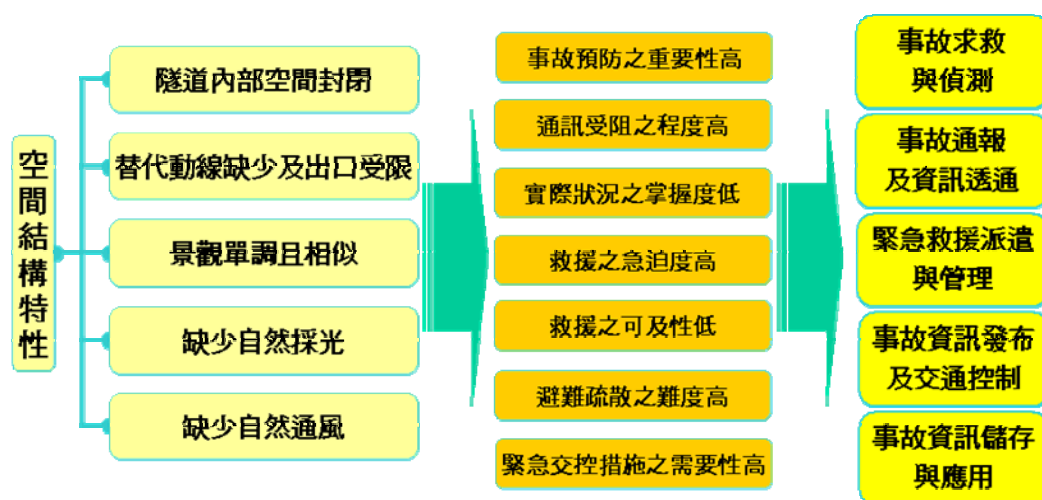 空間結構特性
隧道內部空間封閉
替代動線缺少及出口受限
景觀單調且相似
缺少自然採光
缺少自然通風
事故預防之重要性高
通訊受阻之程度高
實際狀況之掌握度低
救援之急迫度高
救援之可及性低
避難疏散之難度高
緊急交控措施之需要性高
事故求救
與偵測
事故通報
及資訊透通
緊急救援派遣
與管理
事故資訊發布
及交通控制
事故資訊儲存
與應用